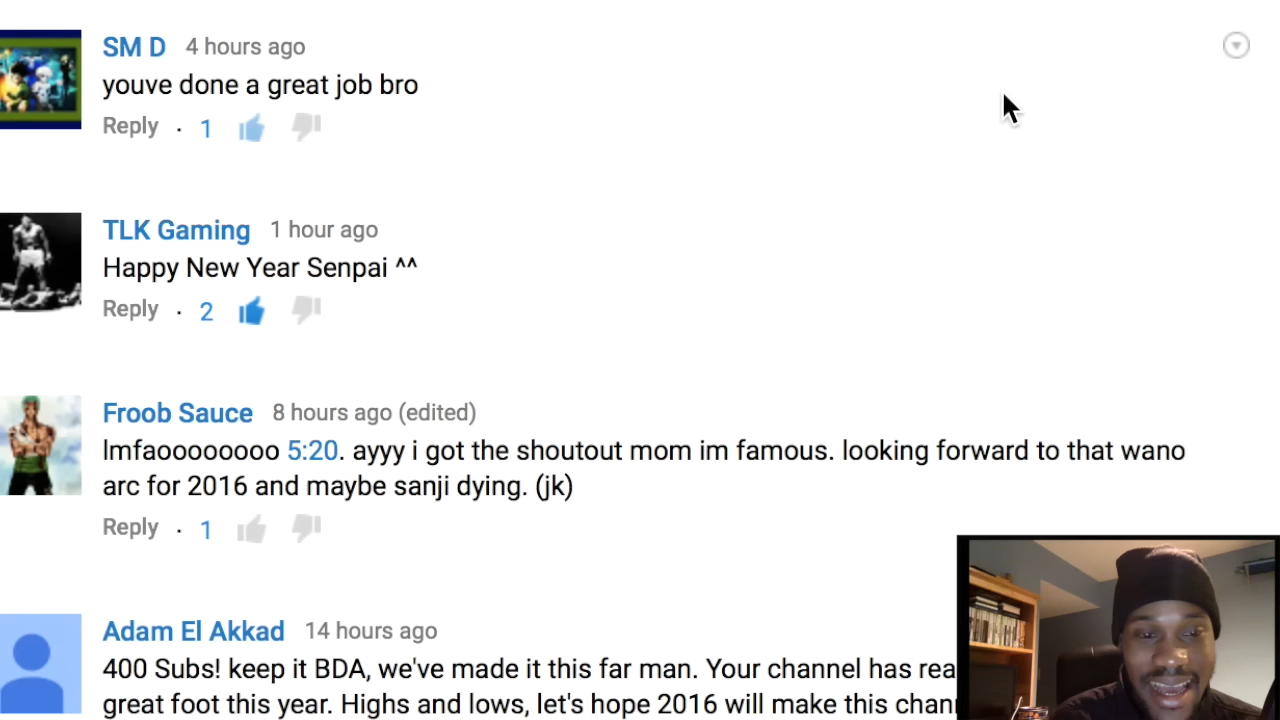 SM D 4 hours ago
youve done a great job bro
Reply · 1
TLK Gaming 1 hour ago
Happy New Year Senpai ^^
Reply · 2
Froob Sauce 8 hours ago (edited)
lmfaooooooooo 5:20. ayyy i got the shoutout mom im famous. looking forward to that wano
arc for 2016 and maybe sanji dying. (jk)
Reply · 1
Adam El Akkad 14 hours ago
400 Subs! keep it BDA, we've made it this far man. Your channel has
great foot this year. Highs and lows, let's hope 2016 will make this